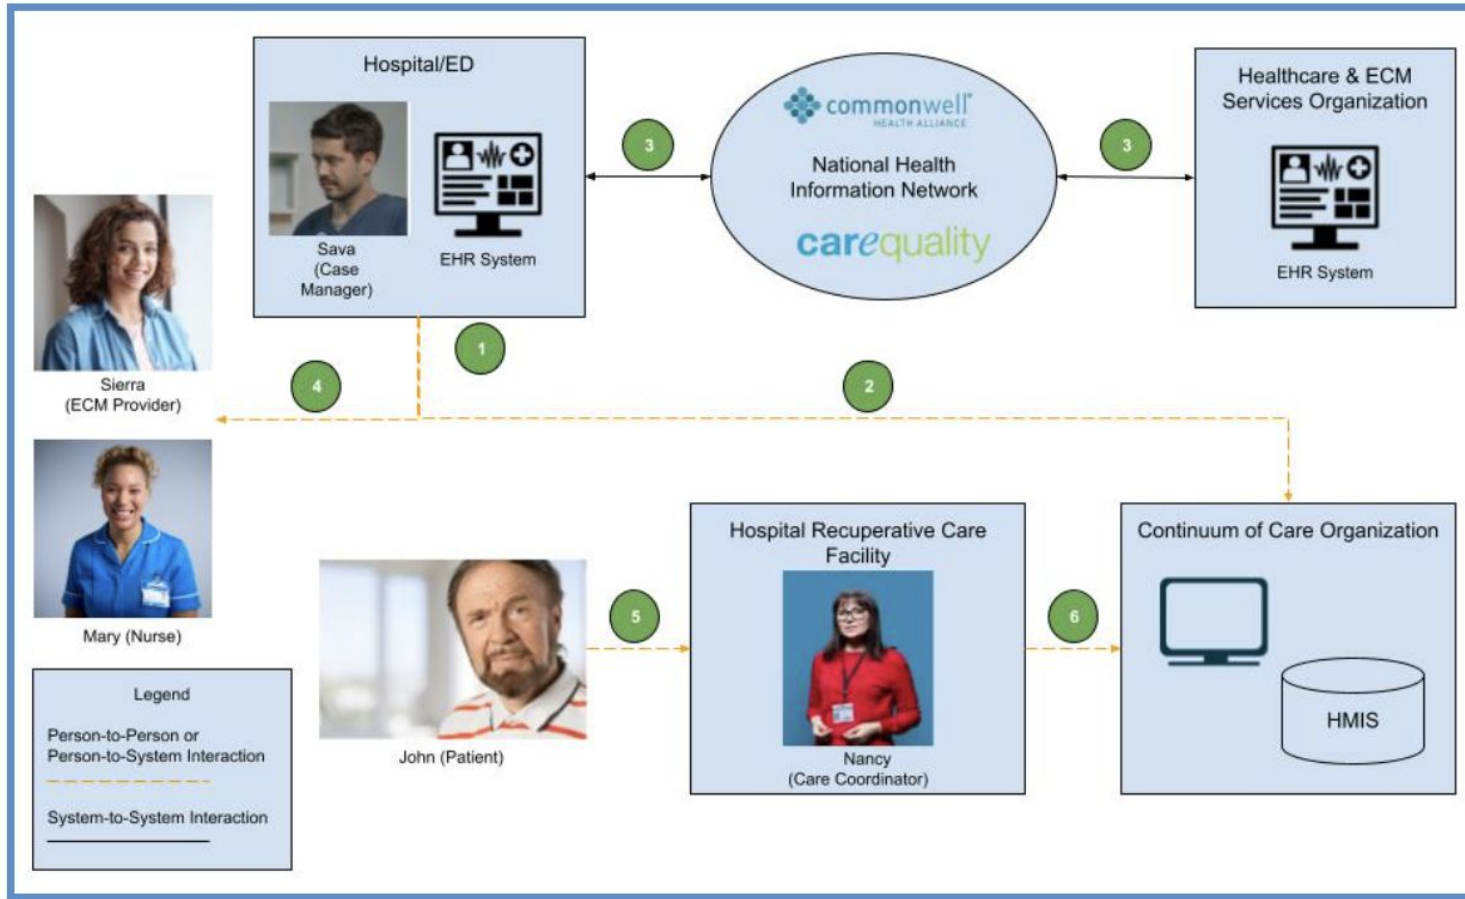 Hospital/ED
Sava
(Case
Manager)
EHR System
3
commonwell
HEALTH ALLIANCE
National Health
Information Network
carequality
3
Healthcare & ECM
Services Organization
EHR System
Sierra
(ECM Provider)
1
4
2
Mary (Nurse)
John (Patient)
5
Hospital Recuperative Care
Facility
Nancy
(Care Coordinator)
6
Continuum of Care Organization
HMIS
Legend
Person-to-Person or
Person-to-System Interaction
System-to-System Interaction